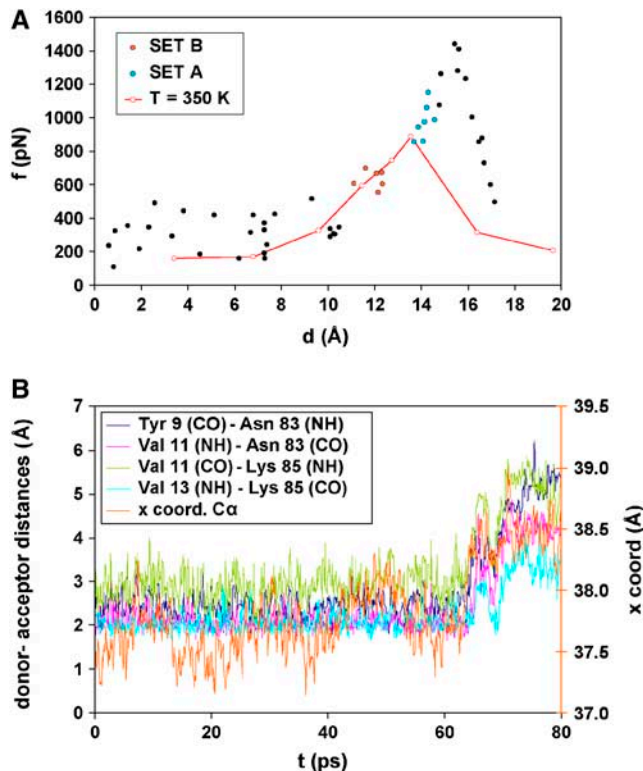 A
1600
1400
1200
1000
800
600
400
200
0
f (pN)
SET B
SET A
T = 350 K
0 2 4 6 8 10 12 14 16 18 20
d (Å)
B
7
6
5
4
3
2
1
0
donor- acceptor distances (Å)
Tyr 9 (CO) - Asn 83 (NH)
Val 11 (NH) - Asn 83 (CO)
Val 11 (CO) - Lys 85 (NH)
Val 13 (NH) - Lys 85 (CO)
x coord. Cα
39.5
39.0
38.5
38.0
37.5
37.0
x coord (Å)
0 20 40 60 80
t (ps)